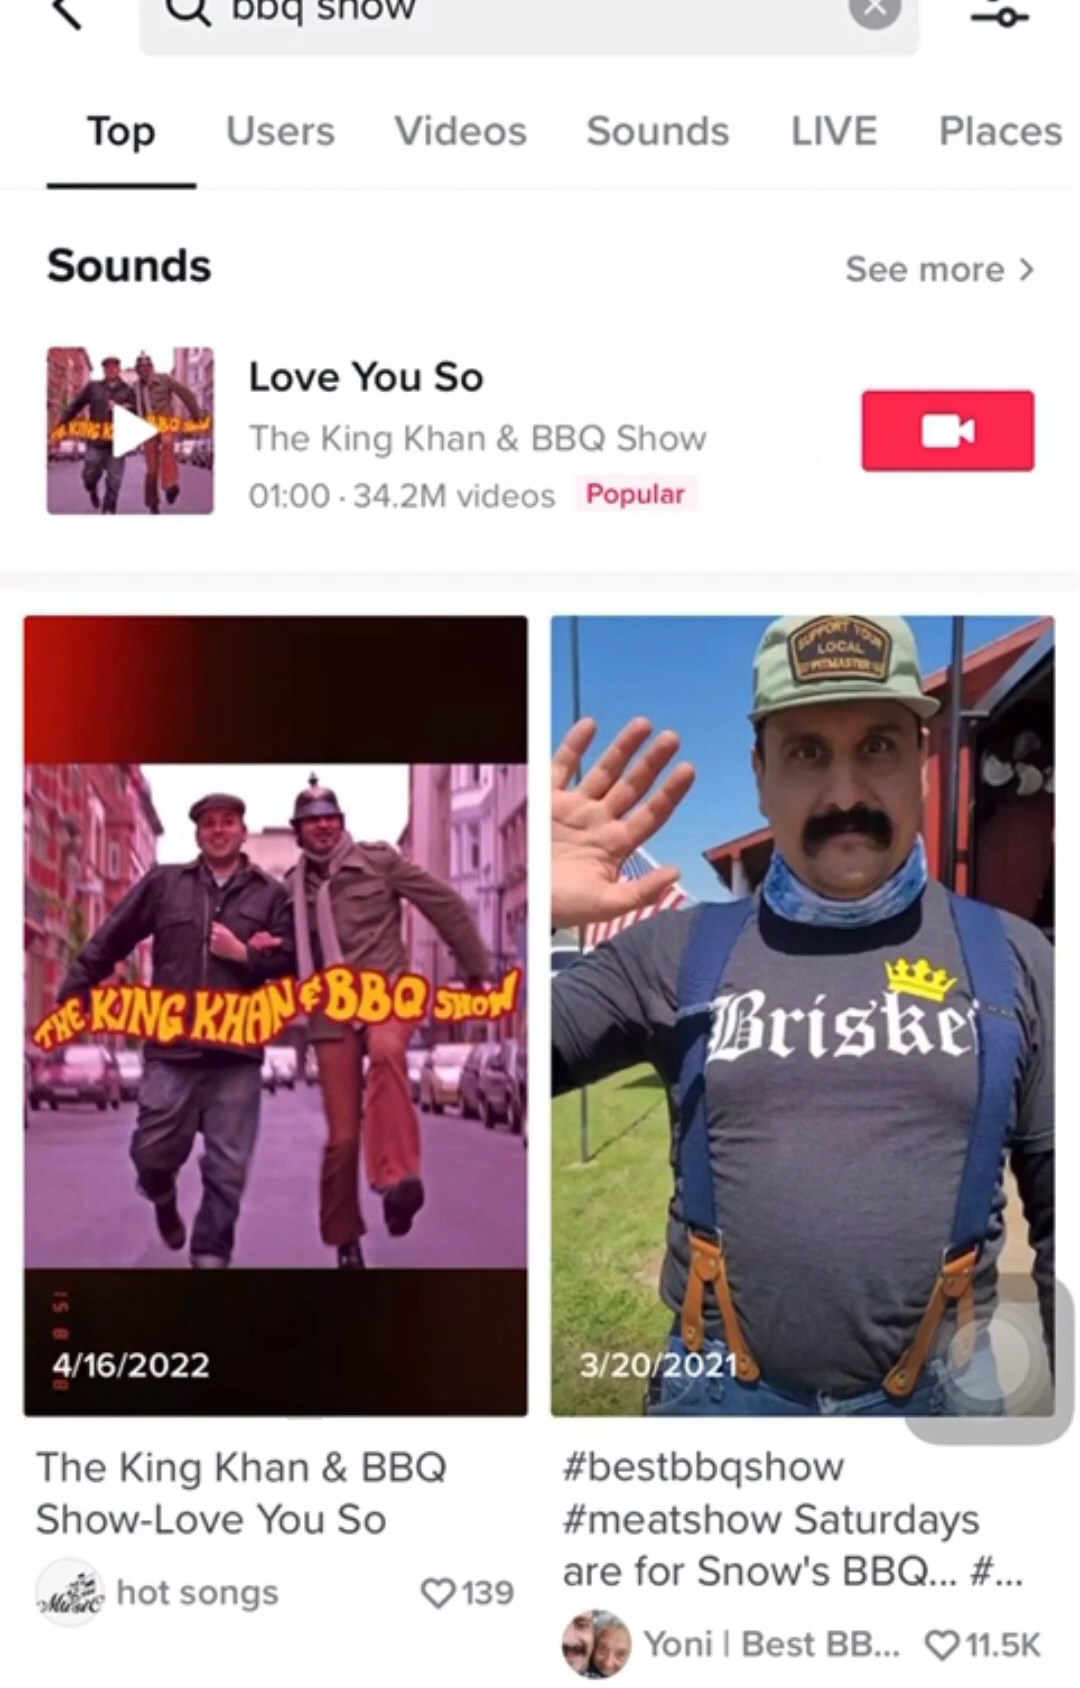 bbq show
Top Users Videos Sounds LIVE Places
Sounds
See more >
Love You So
The King Khan & BBQ Show
01:00 · 34.2M videos Popular
THE KING KHAN & BBQ SHOW
4/16/2022
The King Khan & BBQ
Show-Love You So
hot songs
139
SUPPORT YOUR
LOCAL
PITMASTER
Brisket
3/20/2021
#bestbbqshow
#meatshow Saturdays
are for Snow's BBQ... #...
Yoni | Best BB...
11.5K